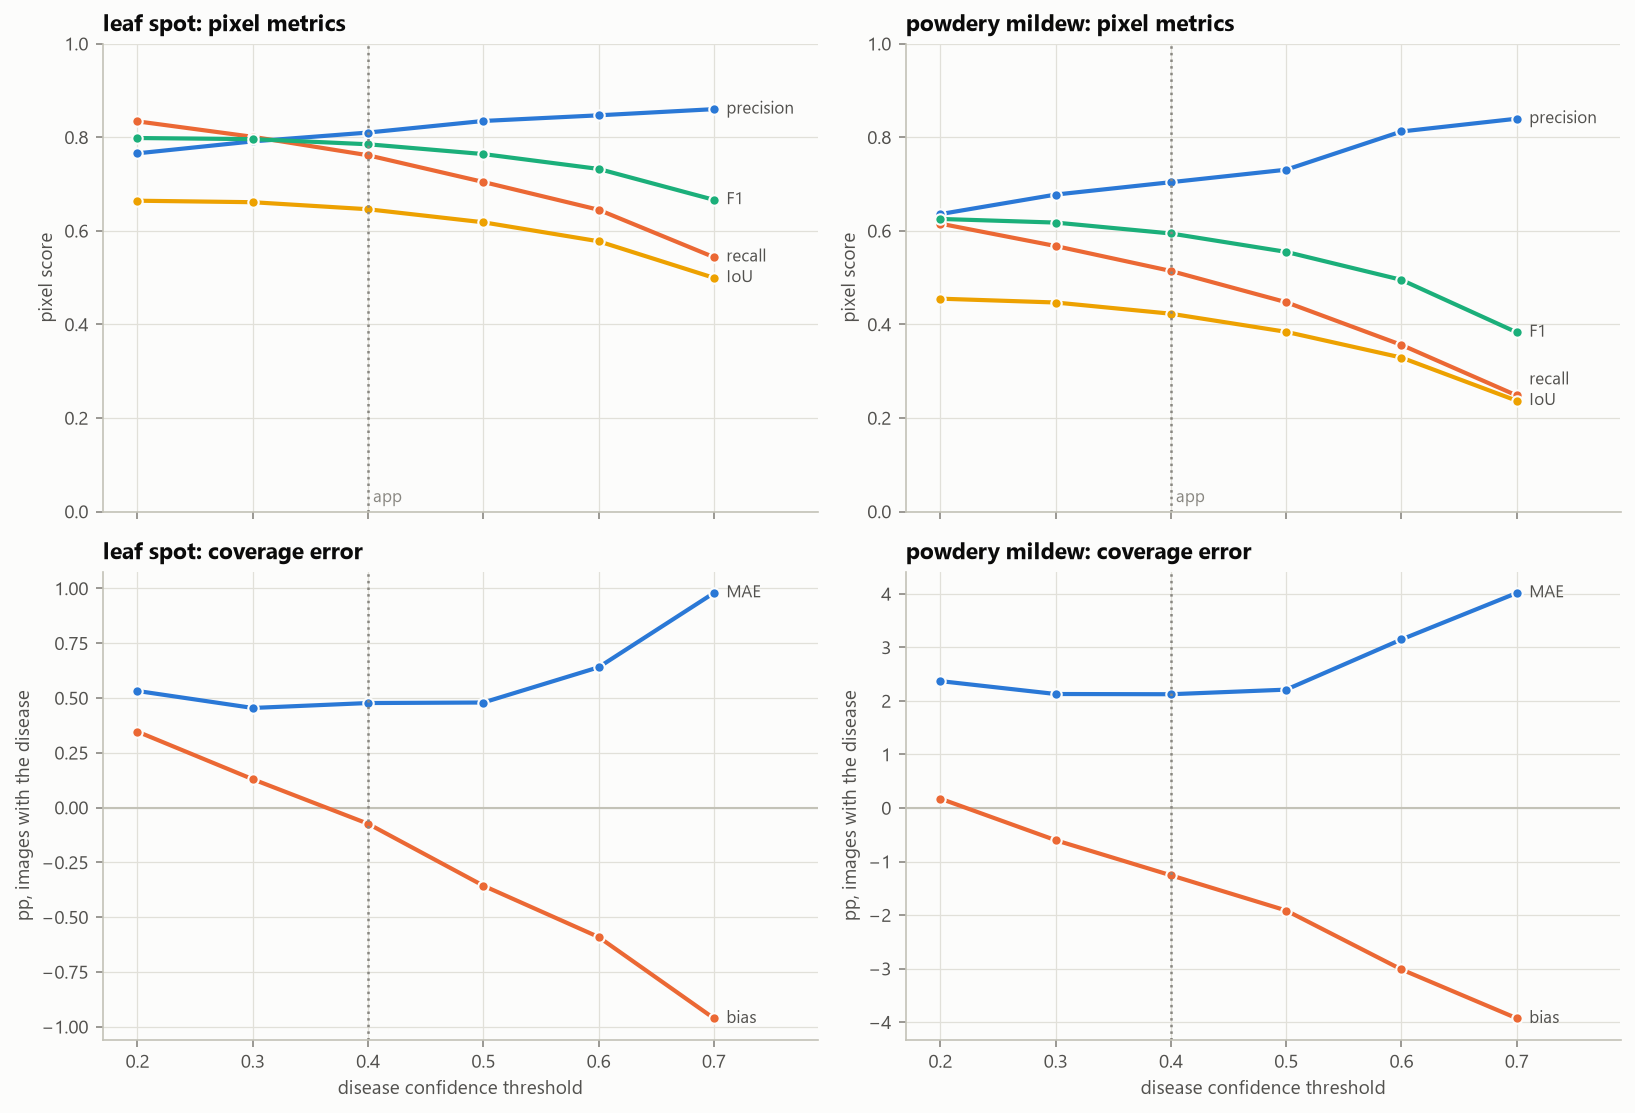 leaf spot: pixel metrics
1.0
0.8
0.6
0.4
0.2
0.0
pixel score
precision
F1
recall
IoU
app
powdery mildew: pixel metrics
1.0
0.8
0.6
0.4
0.2
0.0
pixel score
precision
F1
recall
IoU
app
leaf spot: coverage error
1.00
0.75
0.50
0.25
0.00
−0.25
−0.50
−0.75
−1.00
pp, images with the disease
MAE
bias
0.2 0.3 0.4 0.5 0.6 0.7
disease confidence threshold
powdery mildew: coverage error
4
3
2
1
0
−1
−2
−3
−4
pp, images with the disease
MAE
bias
0.2 0.3 0.4 0.5 0.6 0.7
disease confidence threshold